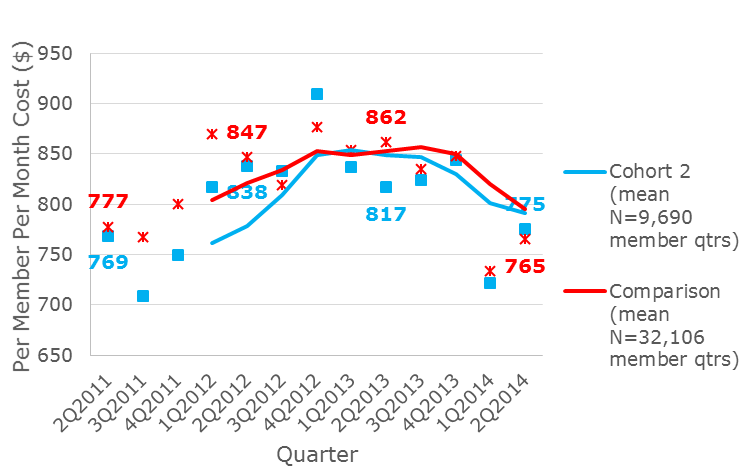 950
900
850
800
750
700
650
Per Member Per Month Cost ($)
777
769
847
838
862
817
775
765
2Q2011
3Q2011
4Q2011
1Q2012
2Q2012
3Q2012
4Q2012
1Q2013
2Q2013
3Q2013
4Q2013
1Q2014
2Q2014
Quarter
Cohort 2
(mean
N=9,690
member qtrs)
Comparison
(mean
N=32,106
member qtrs)